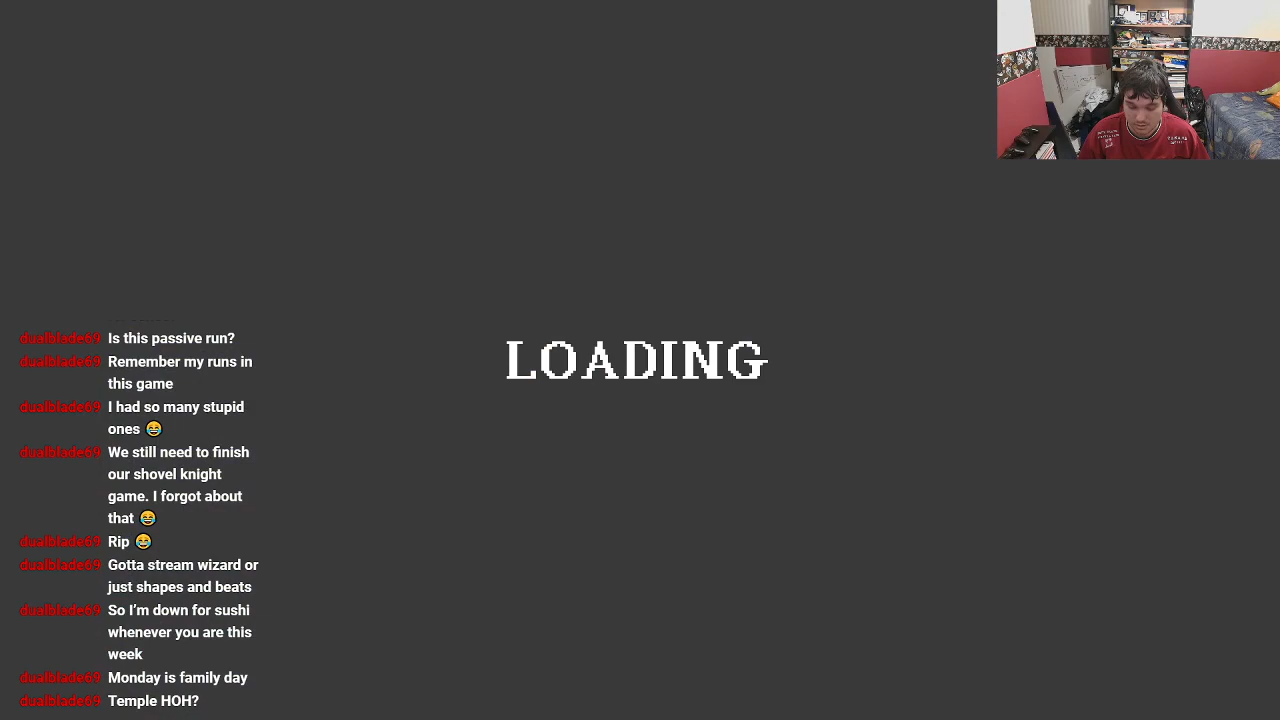 dualblade69 Is this passive run?
dualblade69 Remember my runs in
this game
dualblade69 I had so many stupid
ones 😂
dualblade69 We still need to finish
our shovel knight
game. I forgot about
that 😂
dualblade69 Rip 😂
dualblade69 Gotta stream wizard or
just shapes and beats
dualblade69 So I'm down for sushi
whenever you are this
week
dualblade69 Monday is family day
dualblade69 Temple HOH?
LOADING